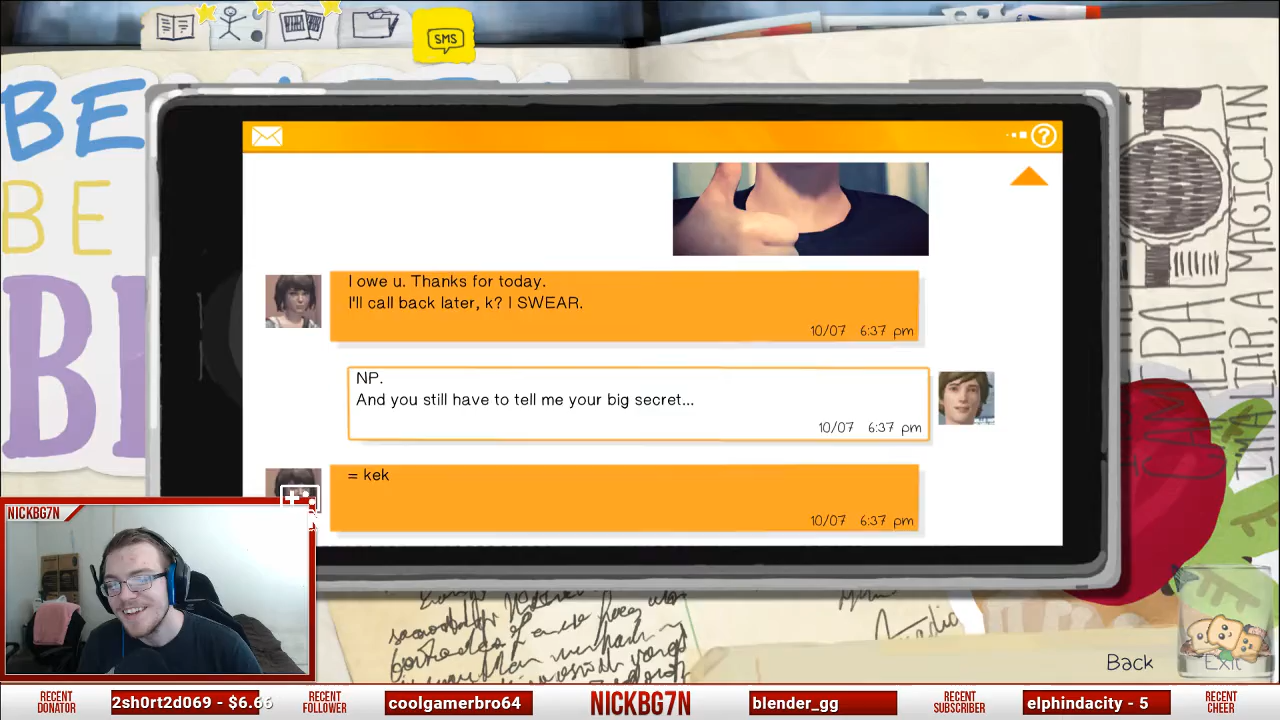 SMS
BE
BE
I owe u. Thanks for today.
I'll call back later, k? I SWEAR.
10/07 6:37 pm
NP.
And you still have to tell me your big secret...
10/07 6:37 pm
= kek
10/07 6:37 pm
CAMERA
I'M A LIAR, A MAGICIAN
NICKBG7N
Back
Exit
RECENT DONATOR
2sh0rt2d069 - $6.66
RECENT FOLLOWER
coolgamerbro64
NICKBG7N
blender_gg
RECENT SUBSCRIBER
elphindacity - 5
RECENT CHEER